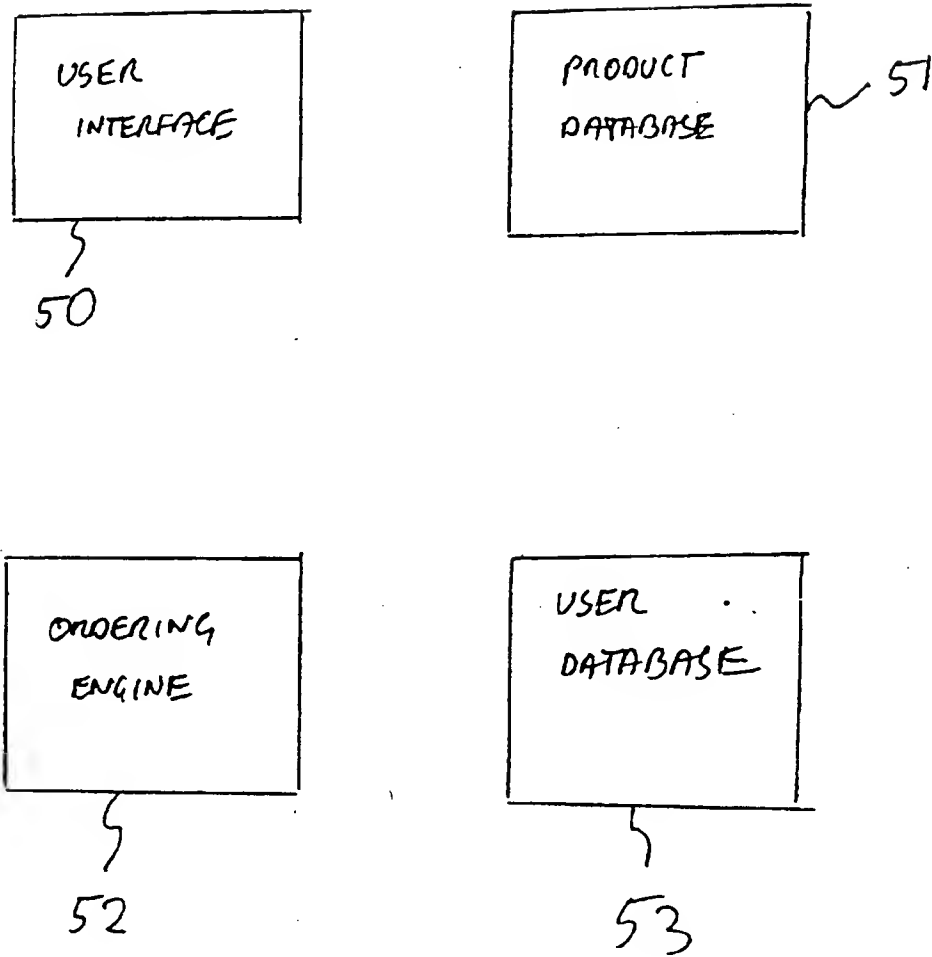 USER
INTERFACE
50
PRODUCT
DATABASE
51
ORDERING
ENGINE
52
USER
DATABASE
53